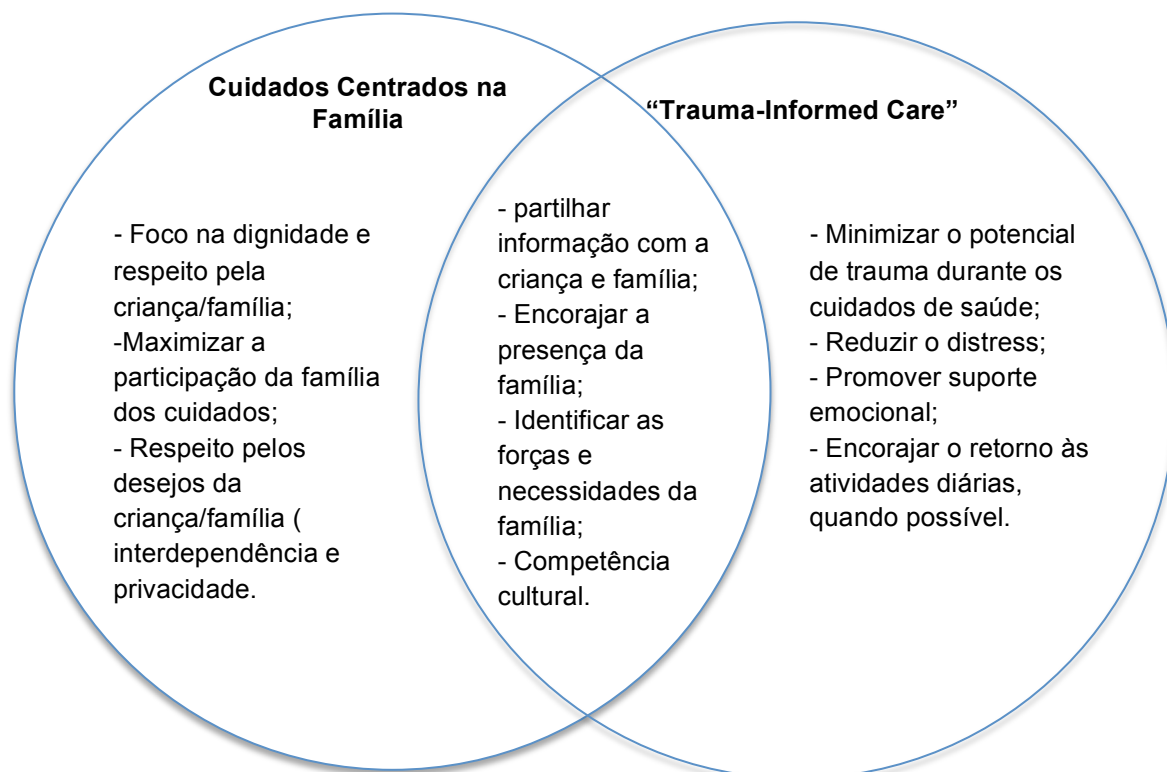 Cuidados Centrados na
Família
- Foco na dignidade e
respeito pela
criança/família;
-Maximizar a
participação da família
dos cuidados;
- Respeito pelos
desejos da
criança/família (
interdependência e
privacidade.
- partilhar
informação com a
criança e família;
- Encorajar a
presença da
família;
- Identificar as
forças e
necessidades da
família;
- Competência
cultural.
“Trauma-Informed Care”
- Minimizar o potencial
de trauma durante os
cuidados de saúde;
- Reduzir o distress;
- Promover suporte
emocional;
- Encorajar o retorno às
atividades diárias,
quando possível.